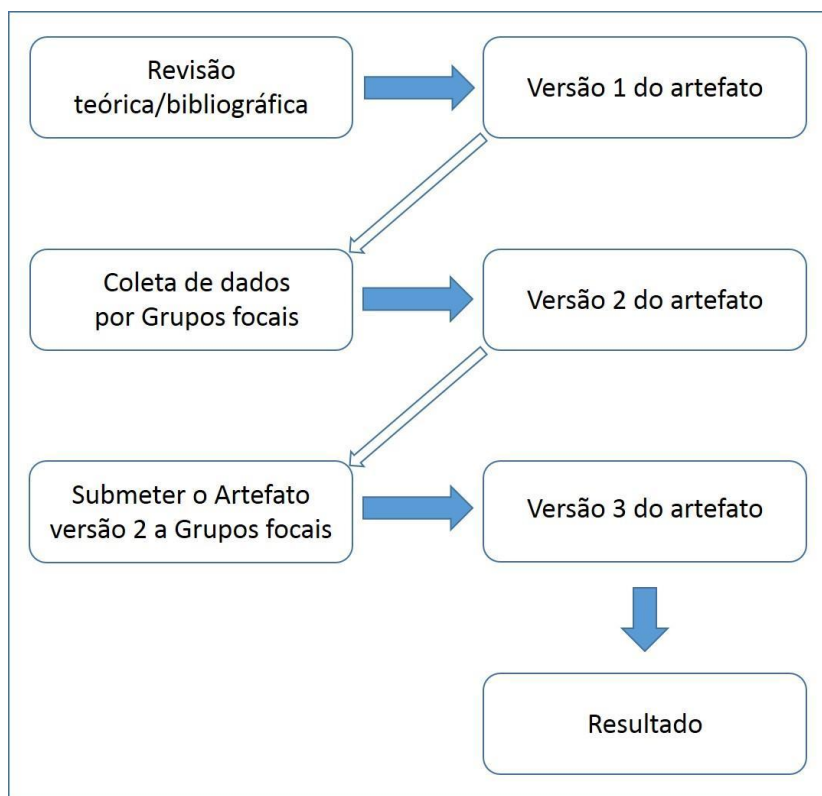 Revisão
teórica/bibliográfica
Versão 1 do artefato
Coleta de dados
por Grupos focais
Versão 2 do artefato
Submeter o Artefato
versão 2 a Grupos focais
Versão 3 do artefato
Resultado